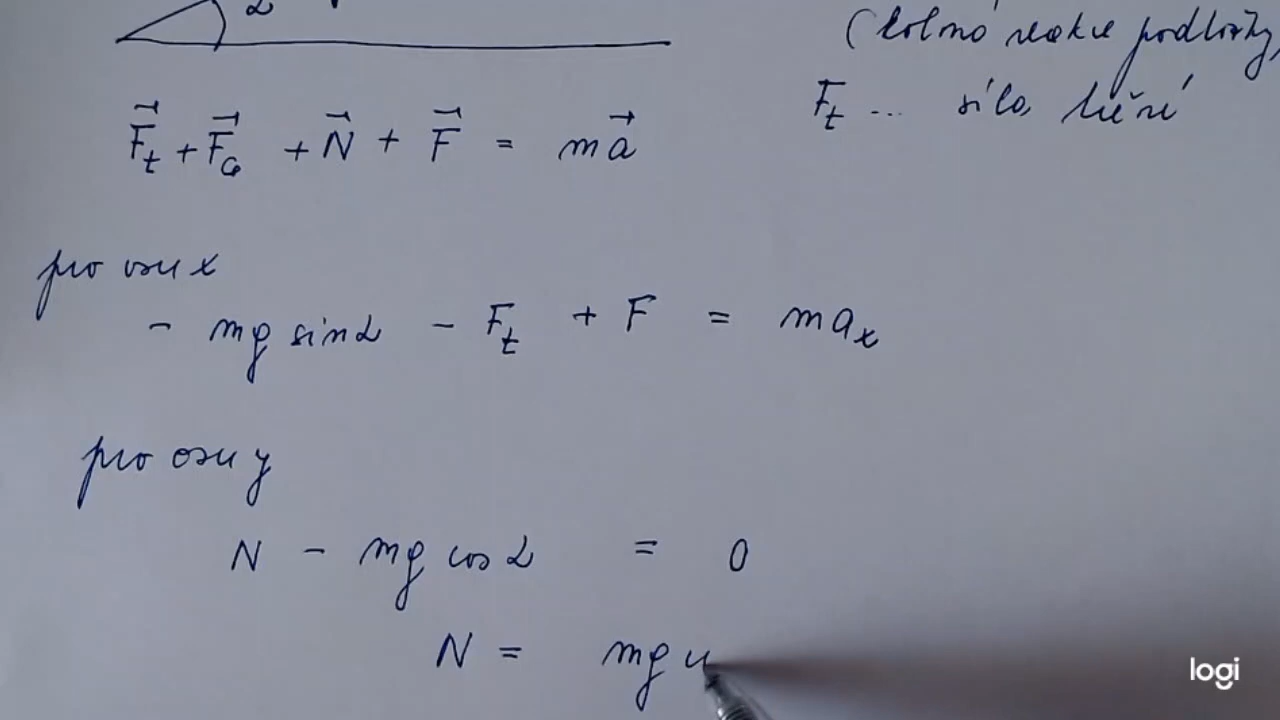 α
(kolmá reakce podložky,
F_t ... síla tření
F⃗_t + F⃗_G + N⃗ + F⃗ = ma⃗
pro osu x
- mg sin α - F_t + F = ma_x
pro osu y
N - mg cos α = 0
N = mg
logi